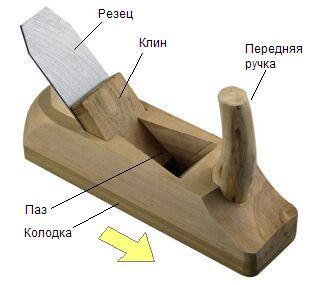 Резец
Клин
Передняя
ручка
Паз
Колодка